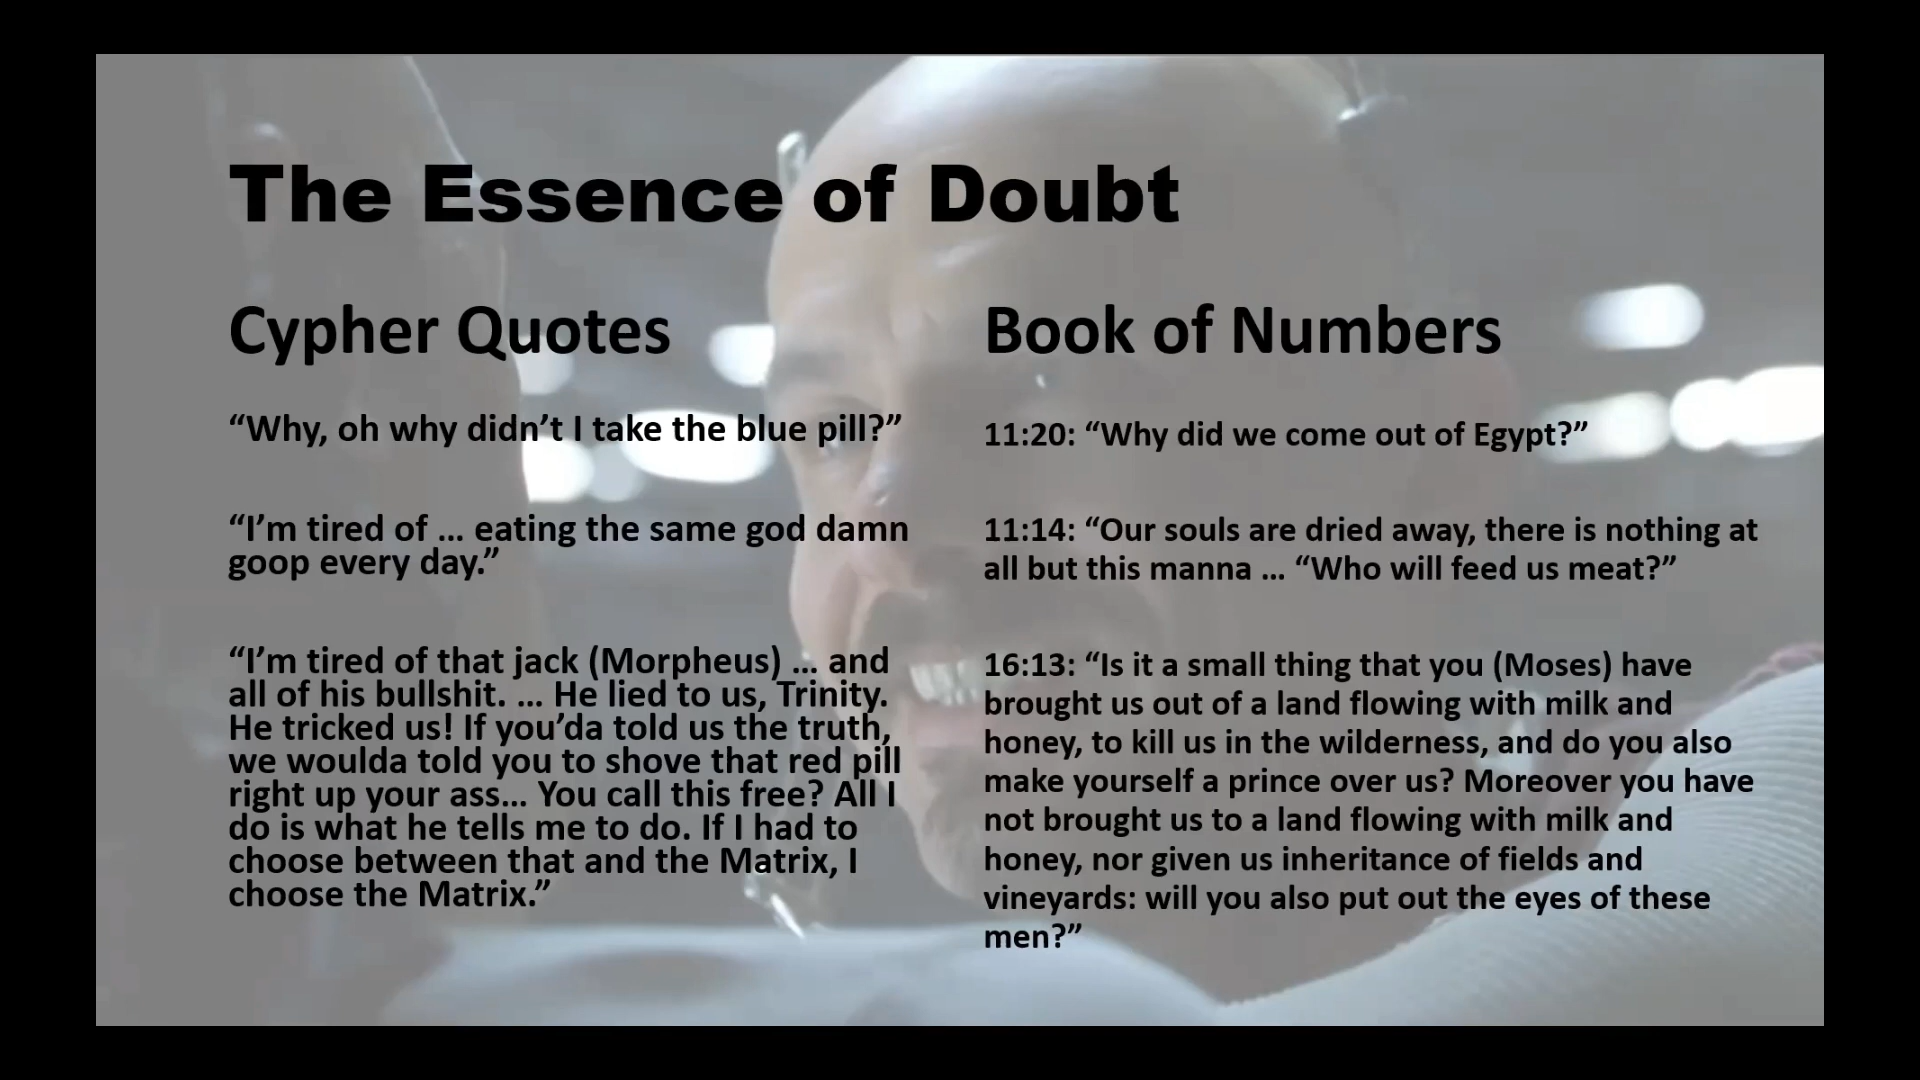 The Essence of Doubt
Cypher Quotes
“Why, oh why didn’t I take the blue pill?”
“I’m tired of … eating the same god damn
goop every day.”
“I’m tired of that jack (Morpheus) … and
all of his bullshit. … He lied to us, Trinity.
He tricked us! If you’da told us the truth,
we woulda told you to shove that red pill
right up your ass… You call this free? All I
do is what he tells me to do. If I had to
choose between that and the Matrix, I
choose the Matrix.”
Book of Numbers
11:20: “Why did we come out of Egypt?”
11:14: “Our souls are dried away, there is nothing at
all but this manna … “Who will feed us meat?”
16:13: “Is it a small thing that you (Moses) have
brought us out of a land flowing with milk and
honey, to kill us in the wilderness, and do you also
make yourself a prince over us? Moreover you have
not brought us to a land flowing with milk and
honey, nor given us inheritance of fields and
vineyards: will you also put out the eyes of these
men?”